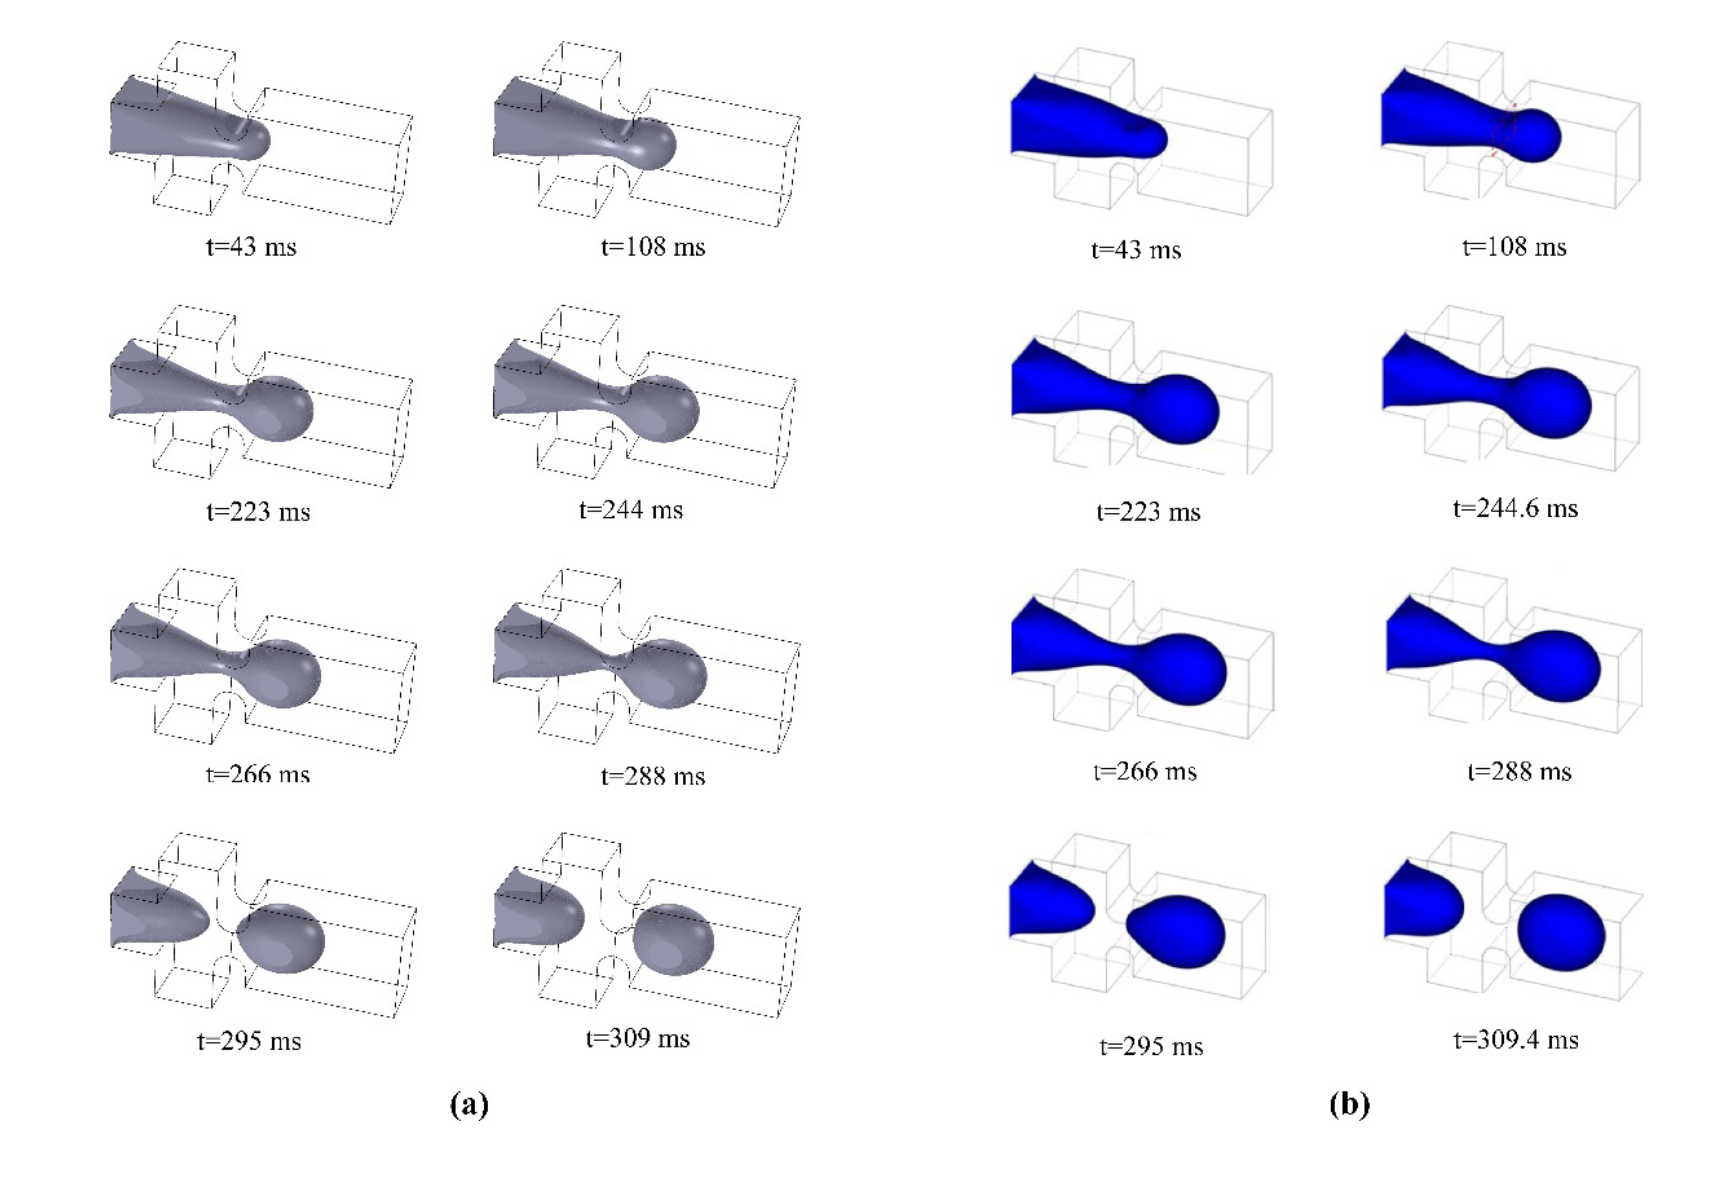 t=43 ms
t=108 ms
t=43 ms
t=108 ms
t=223 ms
t=244 ms
t=223 ms
t=244.6 ms
t=266 ms
t=288 ms
t=266 ms
t=288 ms
t=295 ms
t=309 ms
t=295 ms
t=309.4 ms
(a)
(b)